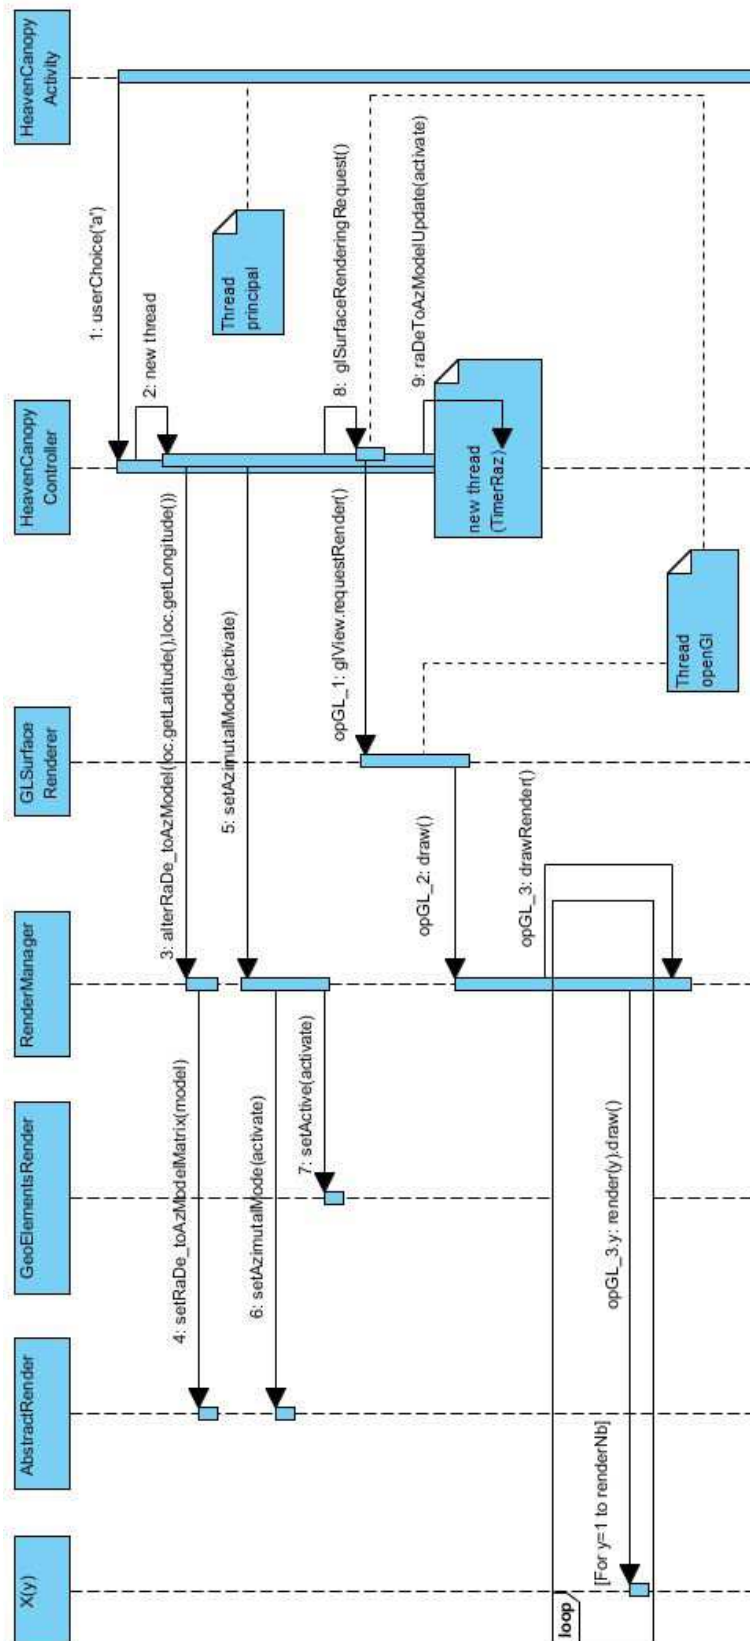 HeavenCanopy
Activity
HeavenCanopy
Controller
GLSurface
Renderer
RenderManager
GeoElementsRender
AbstractRender
X(y)
1: userChoice('a')
2: new thread
Thread
principal
3: alterRaDe_toAzModel(loc.getLatitude(),loc.getLongitude())
4: setRaDe_toAzModelMatrix(model)
5: setAzimutalMode(activate)
6: setAzimutalMode(activate)
7: setActive(activate)
8: glSurfaceRenderingRequest()
opGL_1: glView.requestRender()
9: raDeToAzModelUpdate(activate)
new thread
(TimerRaz)
opGL_2: draw()
Thread
openGl
opGL_3: drawRender()
opGL_3.y: render(y).draw()
loop
[For y=1 to renderNb]